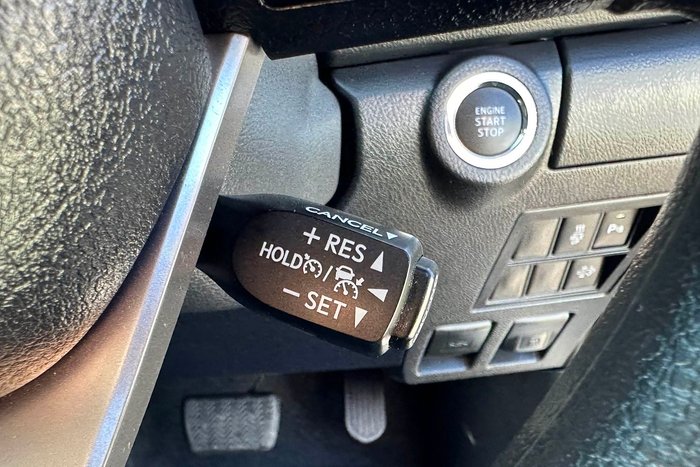 ENGINE
START
STOP
CANCEL▼
+ RES ▲
HOLD /
− SET ▼
P